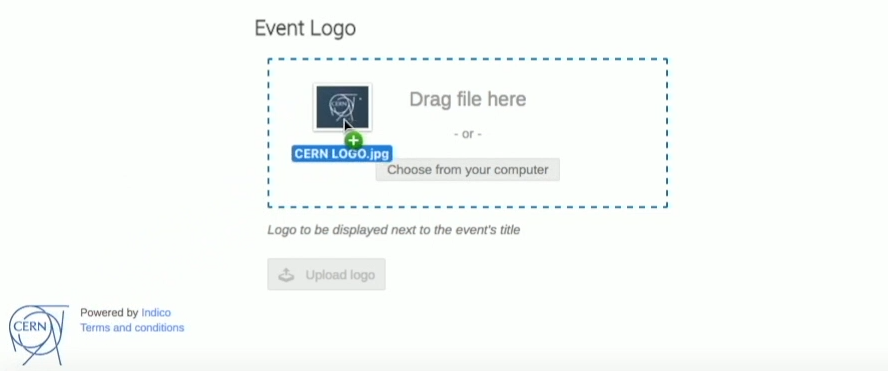 Event Logo
CERN
Drag file here
- or -
CERN LOGO.jpg
Choose from your computer
Logo to be displayed next to the event's title
Upload logo
CERN
Powered by Indico
Terms and conditions